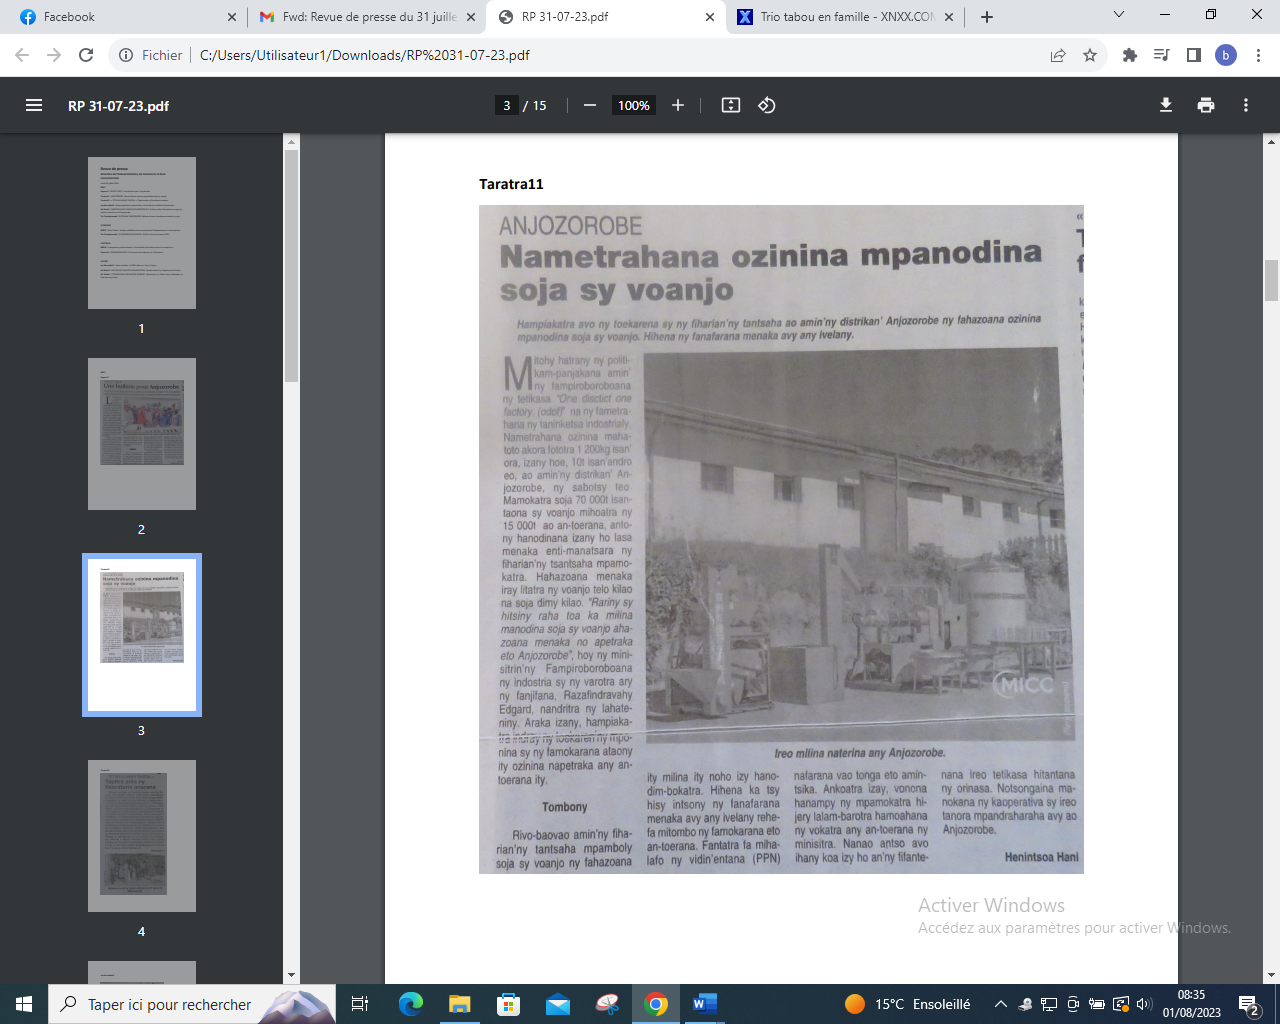 Facebook
Fwd: Revue de presse du 31 juille
RP 31-07-23.pdf
Trio tabou en famille - XNXX.COM
Fichier
C:/Users/Utilisateur1/Downloads/RP%2031-07-23.pdf
b
RP 31-07-23.pdf
3 / 15
100%
1
2
3
4
Taratra11
ANJOZOROBE
Nametrahana ozinina mpanodina
soja sy voanjo
Hampiakatra avo ny toekarena sy ny fiharian'ny tantsaha ao amin'ny distrikan' Anjozorobe ny fahazoana ozinina
mpanodina soja sy voanjo. Hihena ny fanafarana menaka avy any ivelany.
Mitohy hatrany ny politi-
kam-panjakana amin'
ny fampiroboroboana
ny tetikasa "One disctict one
factory, (odof)" na ny fametra-
hana ny taninketsa indostrialy.
Nametrahana ozinina maha-
toto akora fototra 1 200kg isan'
ora, izany hoe, 10t isan'andro
eo, ao amin'ny distrikan' An-
jozorobe, ny sabotsy teo.
Mamokatra soja 70 000t isan-
taona sy voanjo mihoatra ny
15 000t ao an-toerana, anto-
ny hanodinana izany ho lasa
menaka enti-manatsara ny
fiharian'ny tsantsaha mpamo-
katra. Hahazoana menaka
iray litatra ny voanjo telo kilao
na soja dimy kilao. "Rariny sy
hitsiny raha toa ka milina
manodina soja sy voanjo aha-
zoana menaka no apetraka
eto Anjozorobe", hoy ny mini-
sitrin'ny Fampiroboroboana
ny indostria sy ny varotra ary
ny fanjifana, Razafindravahy
Edgard, nandritra ny lahate-
niny. Araka izany, hampiaka-
tra indray ny toekaren'ny mpo-
nina sy ny famokarana ataony
ity ozinina napetraka any an-
toerana ity.
Tombony
Rivo-baovao amin'ny fiha-
rian'ny tantsaha mpamboly
soja sy voanjo ny fahazoana
MICC
Ireo milina naterina any Anjozorobe.
ity milina ity noho izy hano-
dim-bokatra. Hihena ka tsy
hisy intsony ny fanafarana
menaka avy any ivelany rehe-
fa mitombo ny famokarana eto
an-toerana. Fantatra fa miha-
lafo ny vidin'entana (PPN)
nafarana vao tonga eto amin-
tsika. Ankoatra izay, vonona
hanampy ny mpamokatra hi-
jery lalam-barotra hamoahana
ny vokatra any an-toerana ny
minisitra. Nanao antso avo
ihany koa izy ho an'ny fifante-
nana Ireo tetikasa hitantana
ny orinasa. Notsongaina ma-
nokana ny kaoperativa sy ireo
tanora mpandraharaha avy ao
Anjozorobe.
Henintsoa Hani
Activer Windows
Accédez aux paramètres pour activer Windows.
Taper ici pour rechercher
15°C Ensoleillé
08:35
01/08/2023
2